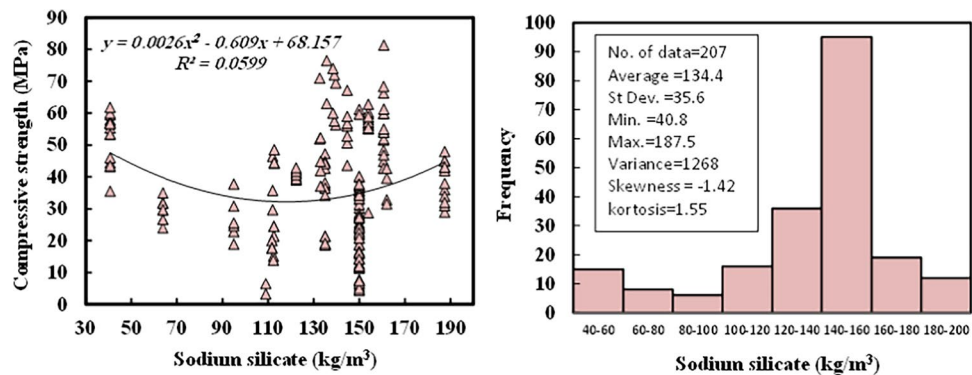 y = 0.0026x² - 0.609x + 68.157
R² = 0.0599
Compressive strength (MPa)
90
80
70
60
50
40
30
20
10
0
30 50 70 90 110 130 150 170 190
Sodium silicate (kg/m³)
No. of data=207
Average =134.4
St Dev. =35.6
Min. =40.8
Max.=187.5
Variance=1268
Skewness = -1.42
kortosis=1.55
Frequency
100
90
80
70
60
50
40
30
20
10
0
40-60 60-80 80-100 100-120 120-140 140-160 160-180 180-200
Sodium silicate (kg/m³)